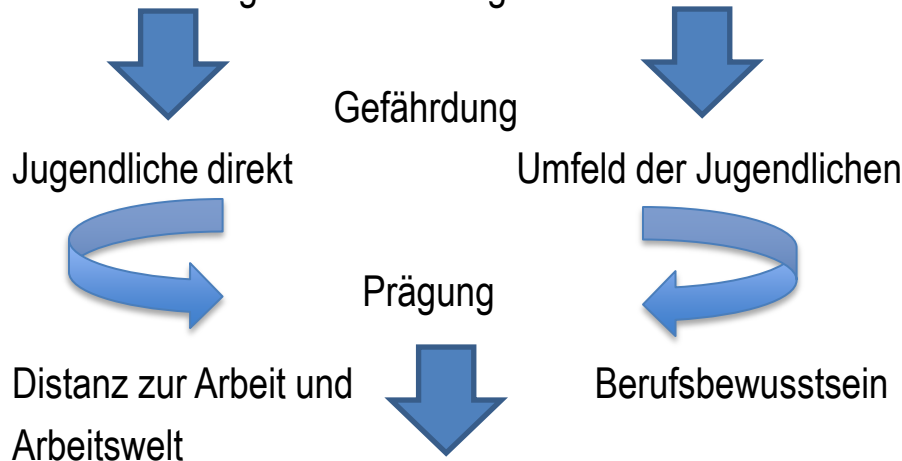 Gefährdung
Jugendliche direkt Umfeld der Jugendlichen
Prägung
Distanz zur Arbeit und Berufsbewusstsein
Arbeitswelt